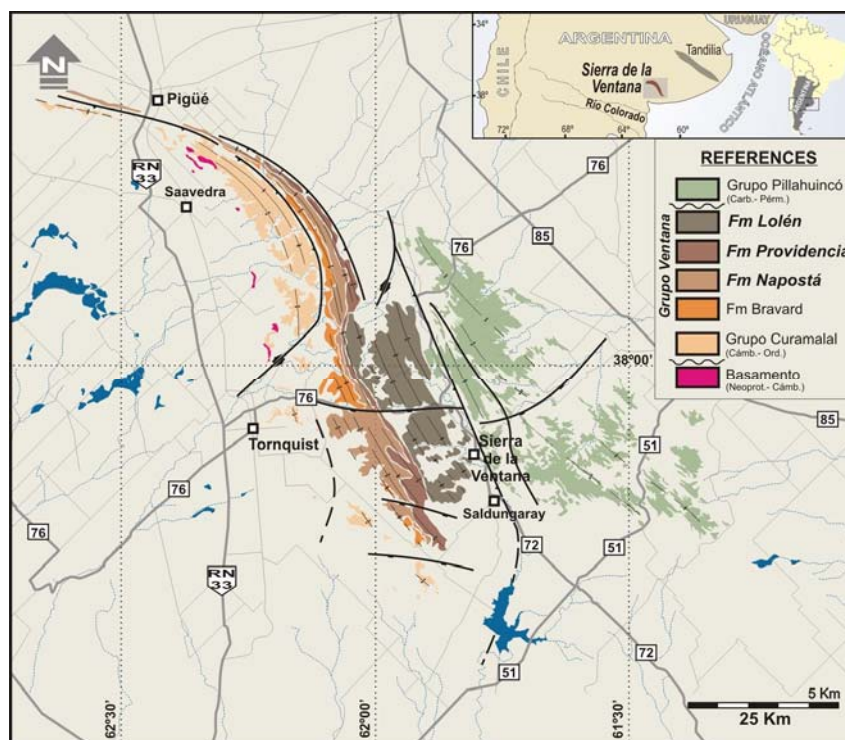 N
Pigüé
RN
33
Saavedra
76
Tornquist
76
76
RN
33
76
85
76
38°00'
85
51
Sierra
de la
Ventana
Saldungaray
72
51
72
51
62°30'
62°00'
61°30'
5 Km
25 Km
34°
38°
72°
68°
64°
60°
CHILE
ARGENTINA
URUGUAY
OCÉANO ATLÁNTICO
Tandilia
Sierra de la
Ventana
Río Colorado
REFERENCES
Grupo Pillahuincó
(Carb.- Pérm.)
Grupo Ventana
Fm Lolén
Fm Providencia
Fm Napostá
Fm Bravard
Grupo Curamalal
(Cámb.- Ord.)
Basamento
(Neoprot.- Cámb.)